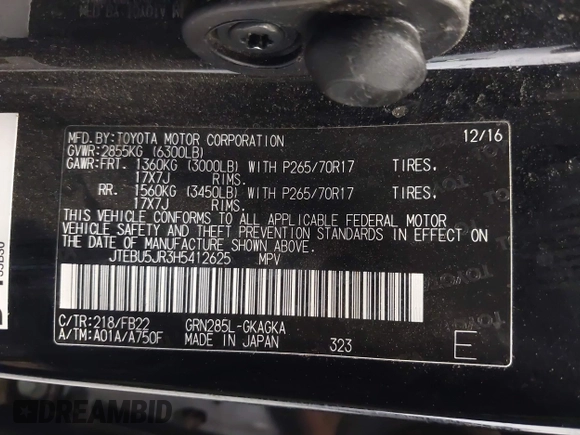 MFD.BY:TOYOTA MOTOR CORPORATION 12/16
GVWR:2855KG (6300LB)
GAWR:FRT. 1360KG (3000LB) WITH P265/70R17 TIRES.
17X7J RIMS.
RR. 1560KG (3450LB) WITH P265/70R17 TIRES.
17X7J RIMS.
THIS VEHICLE CONFORMS TO ALL APPLICABLE FEDERAL MOTOR
VEHICLE SAFETY AND THEFT PREVENTION STANDARDS IN EFFECT
ON THE DATE OF MANUFACTURE SHOWN ABOVE.
JTEBU5JR3H5412625 MPV
C/TR:218/FB22 GRN285L-GKAGKA
A/TM:A01A/A750F MADE IN JAPAN 323 E
DREAMBID